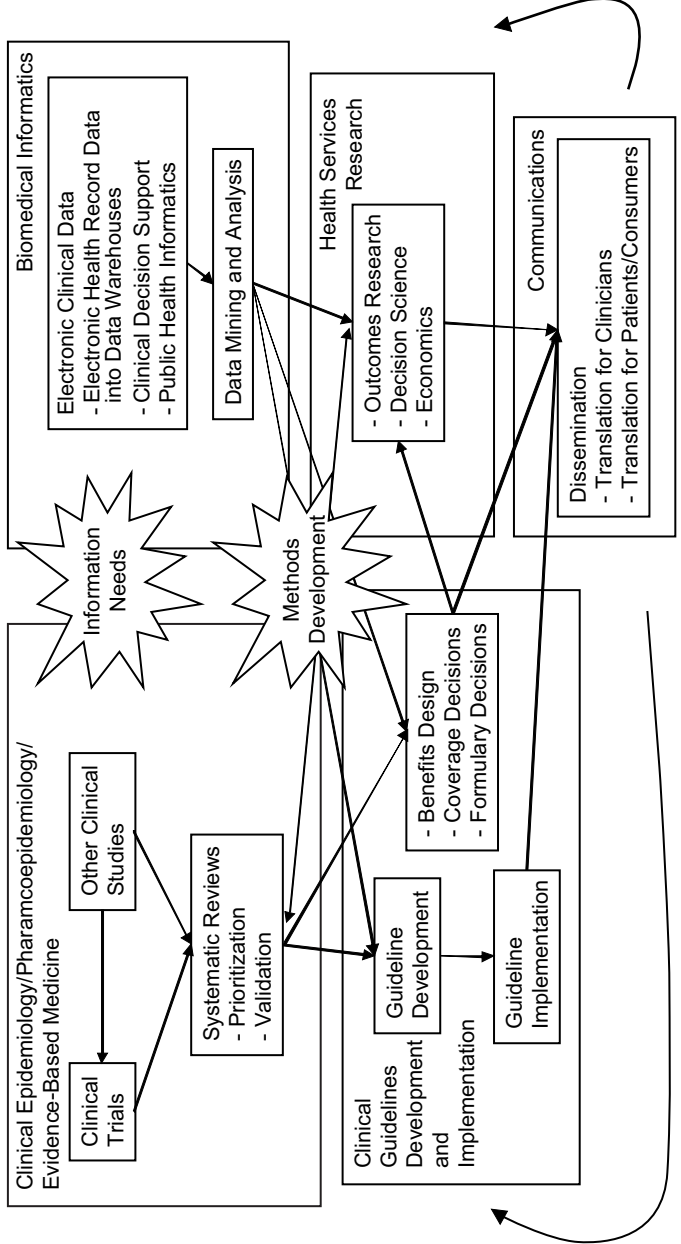 Clinical Epidemiology/Pharamcoepidemiology/
Evidence-Based Medicine
Clinical
Trials
Other Clinical
Studies
Systematic Reviews
- Prioritization
- Validation
Information
Needs
Methods
Development
Biomedical Informatics
Electronic Clinical Data
- Electronic Health Record Data
into Data Warehouses
- Clinical Decision Support
- Public Health Informatics
Data Mining and Analysis
Clinical
Guidelines
Development
and
Implementation
Guideline
Development
Guideline
Implementation
- Benefits Design
- Coverage Decisions
- Formulary Decisions
Health Services
Research
- Outcomes Research
- Decision Science
- Economics
Communications
Dissemination
- Translation for Clinicians
- Translation for Patients/Consumers